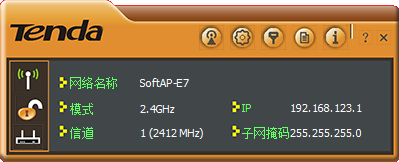 Tenda
? ×
网络名称 SoftAP-E7
模式 2.4GHz IP 192.168.123.1
信道 1 (2412 MHz) 子网掩码 255.255.255.0